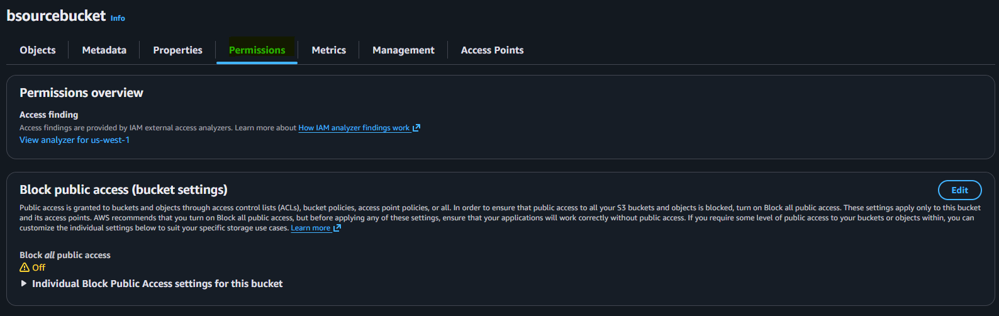 bsourcebucket Info
Objects Metadata Properties Permissions Metrics Management Access Points
Permissions overview
Access finding
Access findings are provided by IAM external access analyzers. Learn more about How IAM analyzer findings work
View analyzer for us-west-1
Block public access (bucket settings) Edit
Public access is granted to buckets and objects through access control lists (ACLs), bucket policies, access point policies, or all. In order to ensure that public access to all your S3 buckets and objects is blocked, turn on Block all public access. These settings apply only to this bucket
and its access points. AWS recommends that you turn on Block all public access, but before applying any of these settings, ensure that your applications will work correctly without public access. If you require some level of public access to your buckets or objects within, you can
customize the individual settings below to suit your specific storage use cases. Learn more
Block all public access
Off
Individual Block Public Access settings for this bucket